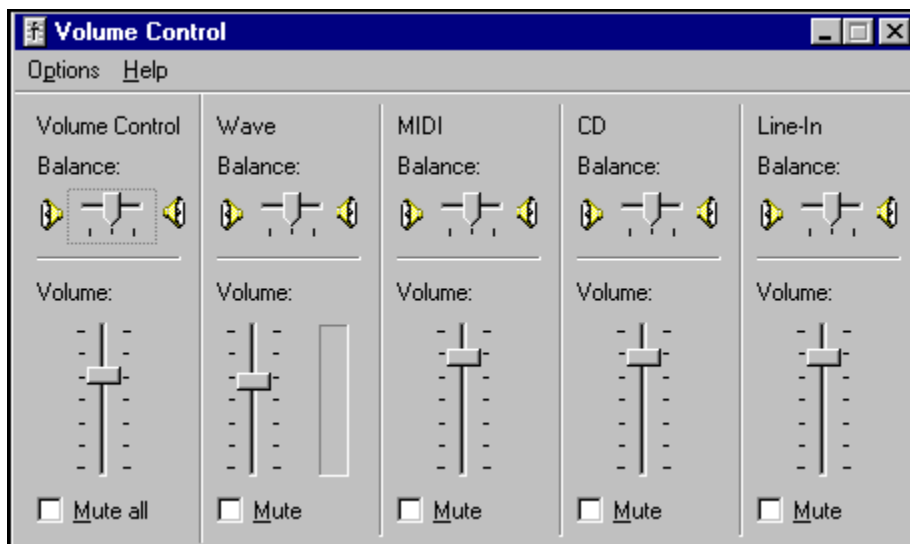 Volume Control
Options Help
Volume Control
Balance:
Volume:
Mute all
Wave
Balance:
Volume:
Mute
MIDI
Balance:
Volume:
Mute
CD
Balance:
Volume:
Mute
Line-In
Balance:
Volume:
Mute